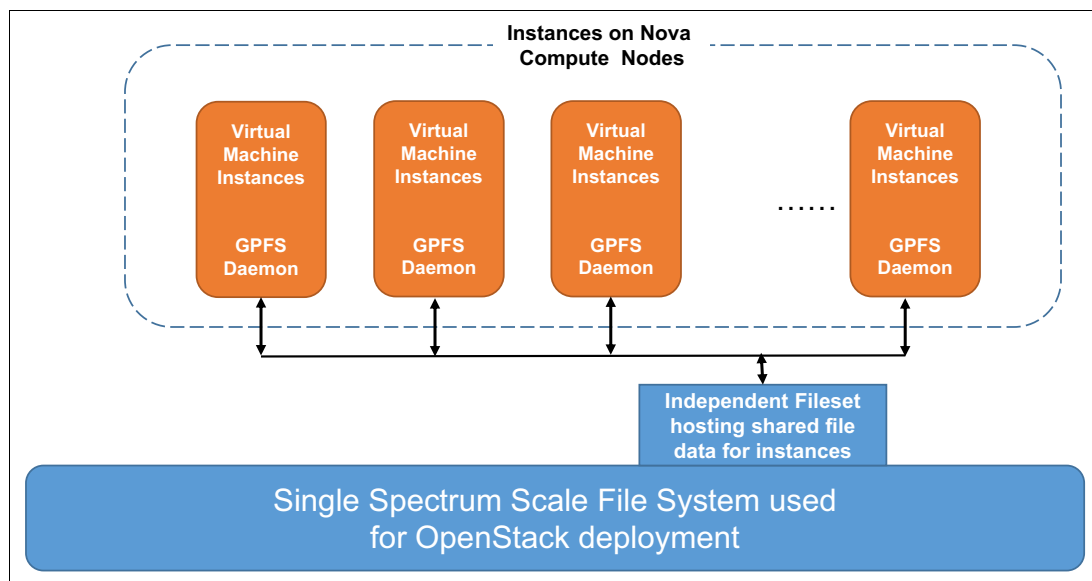 Instances on Nova
Compute Nodes
Virtual
Machine
Instances
GPFS
Daemon
Virtual
Machine
Instances
GPFS
Daemon
Virtual
Machine
Instances
GPFS
Daemon
......
Virtual
Machine
Instances
GPFS
Daemon
Independent Fileset
hosting shared file
data for instances
Single Spectrum Scale File System used
for OpenStack deployment